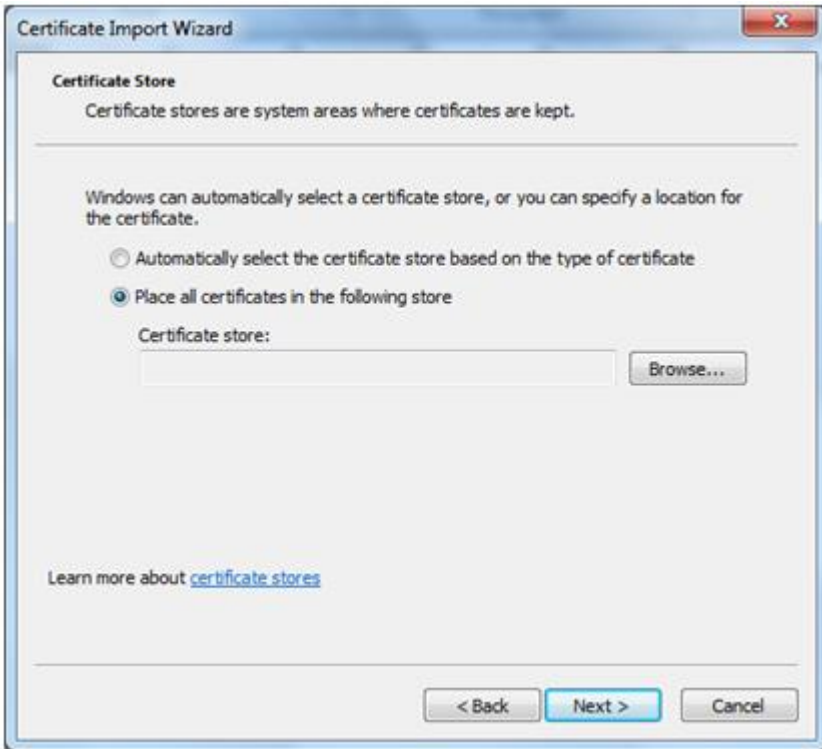 Certificate Import Wizard
Certificate Store
Certificate stores are system areas where certificates are kept.
Windows can automatically select a certificate store, or you can specify a location for
the certificate.
Automatically select the certificate store based on the type of certificate
Place all certificates in the following store
Certificate store:
Browse...
Learn more about certificate stores
< Back Next > Cancel